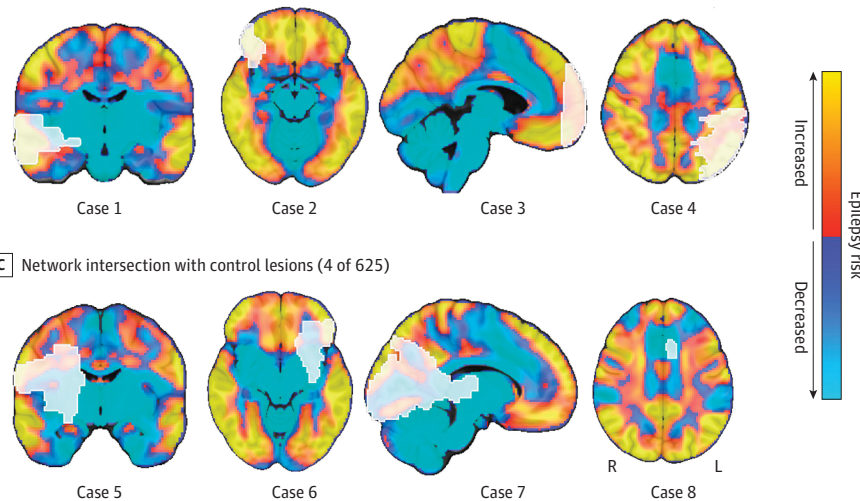 Case 1
Case 2
Case 3
Case 4
Increased
Decreased
Epilepsy risk
C Network intersection with control lesions (4 of 625)
R
L
Case 5
Case 6
Case 7
Case 8